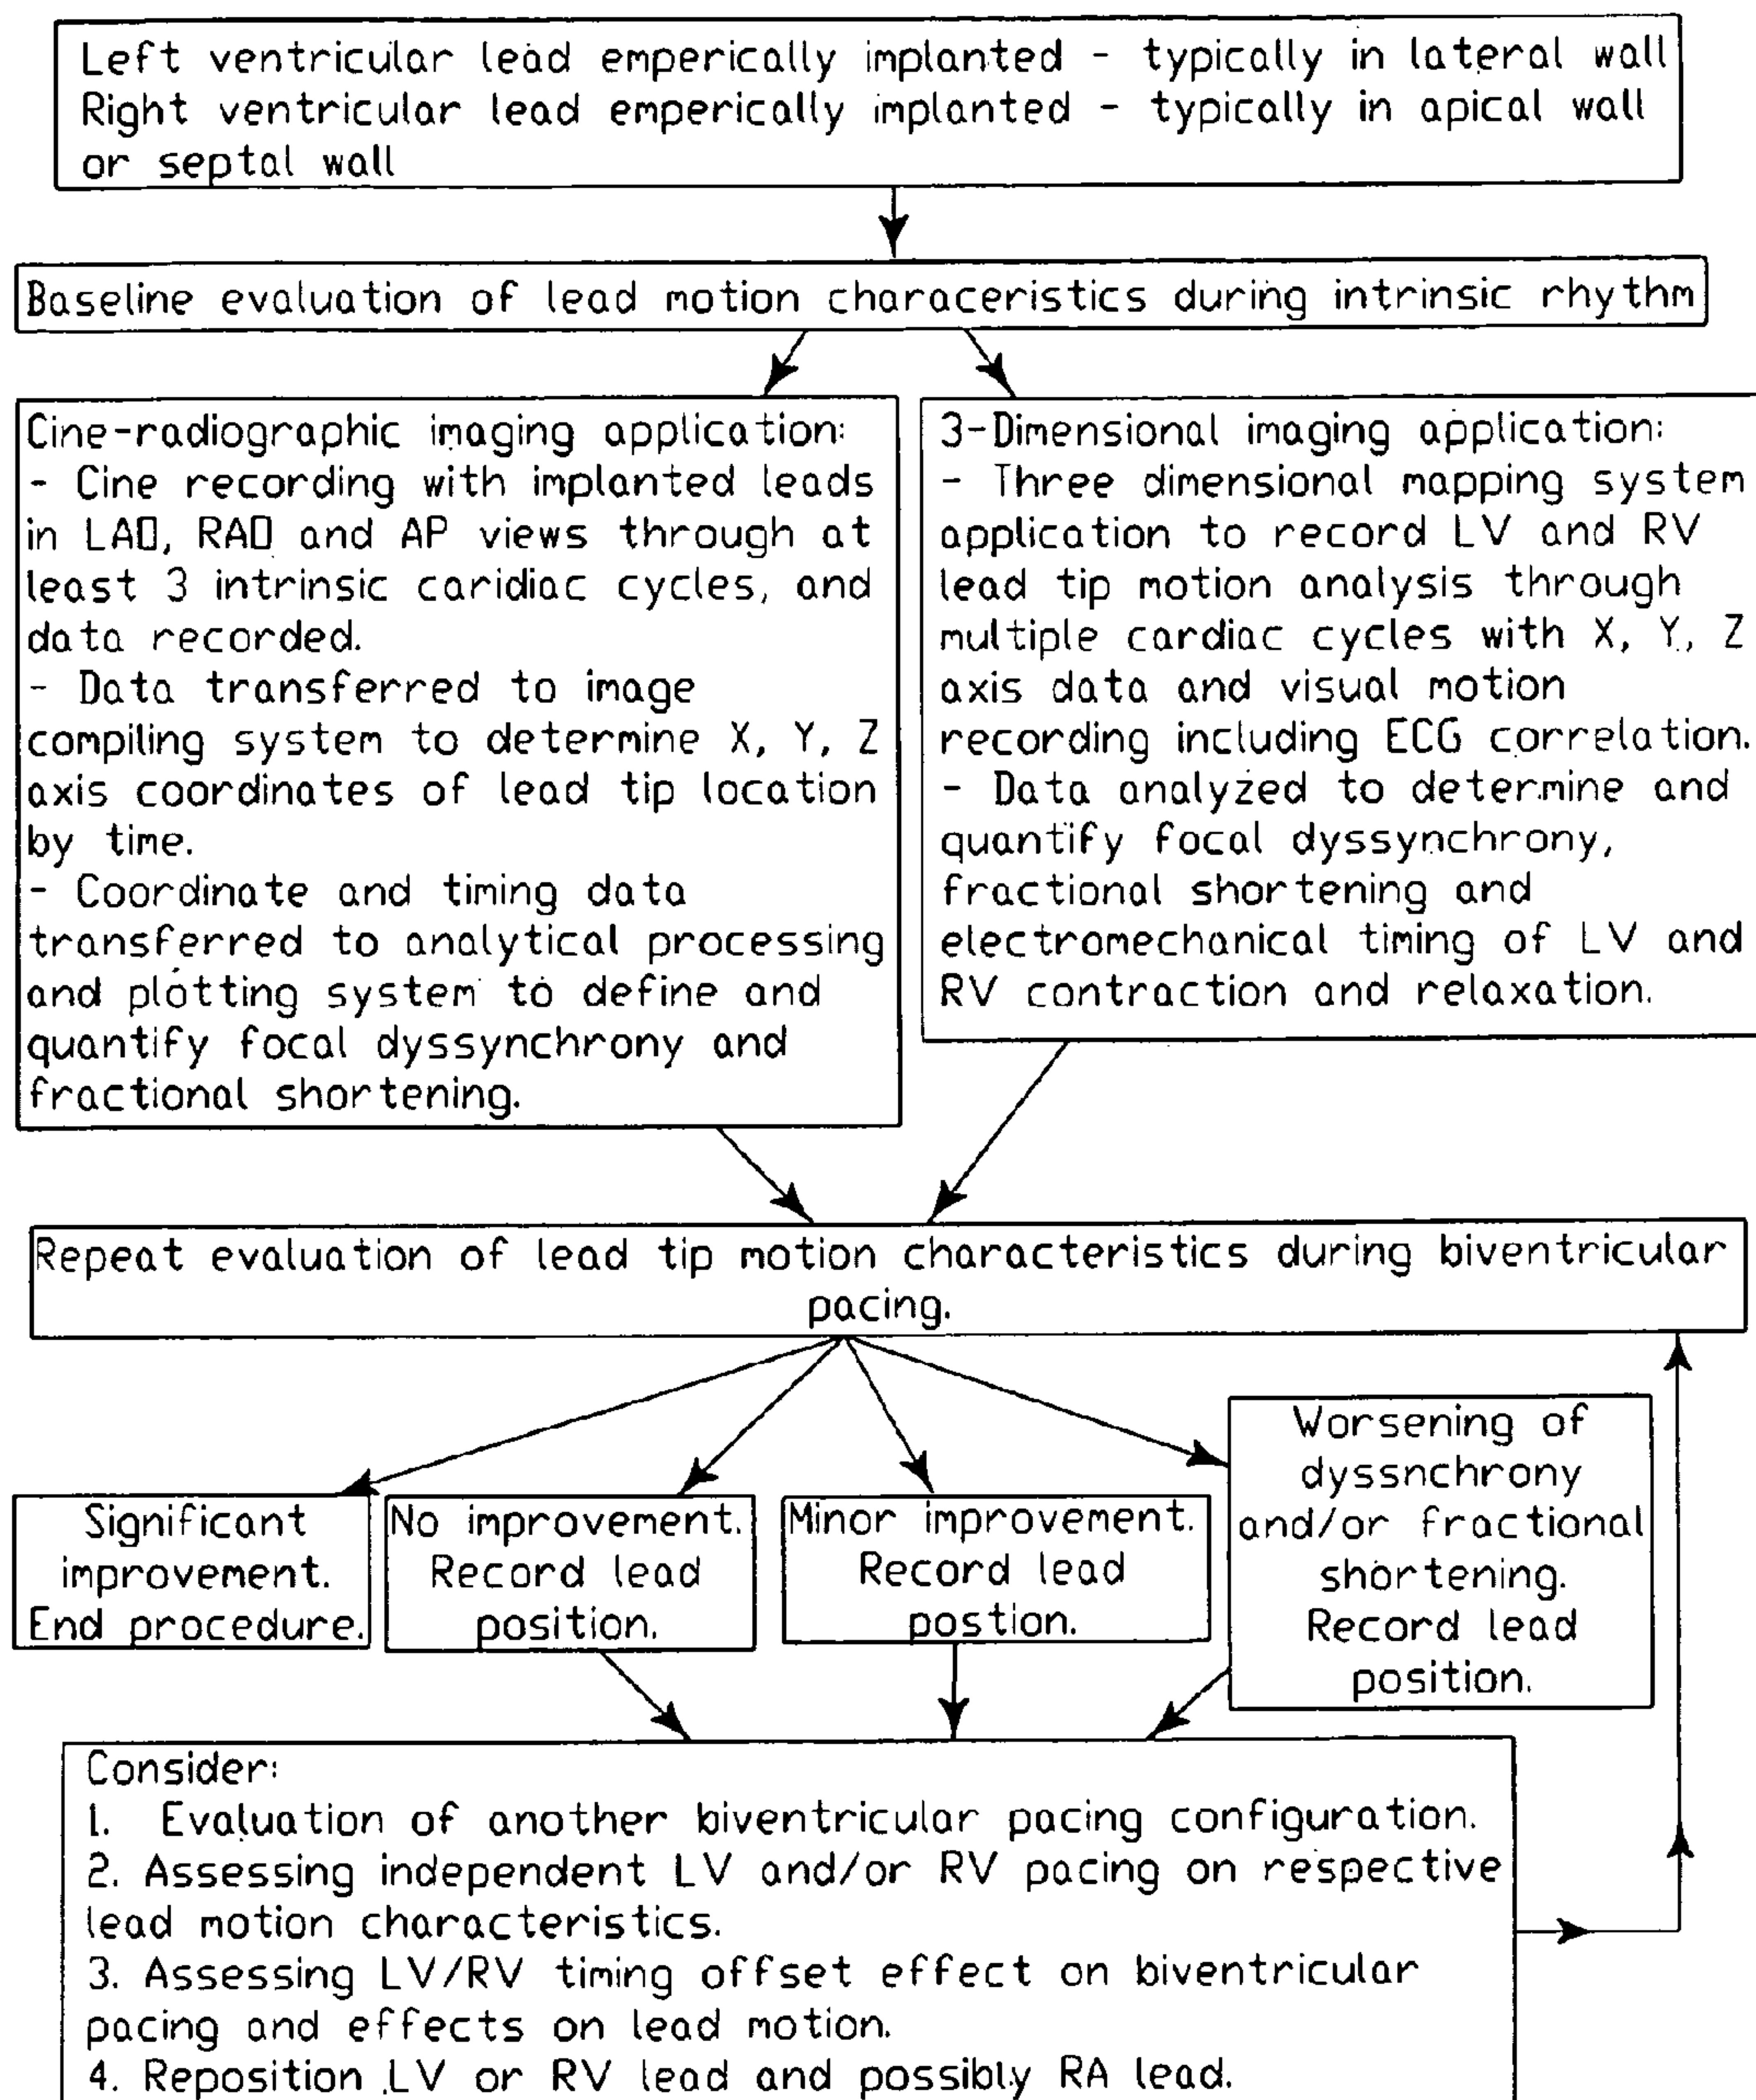 Left ventricular lead emperically implanted - typically in lateral wall
Right ventricular lead emperically implanted - typically in apical wall
or septal wall
Baseline evaluation of lead motion characeristics during intrinsic rhythm
Cine-radiographic imaging application:
- Cine recording with implanted leads
in LAO, RAO and AP views through at
least 3 intrinsic caridiac cycles, and
data recorded.
- Data transferred to image
compiling system to determine X, Y, Z
axis coordinates of lead tip location
by time.
- Coordinate and timing data
transferred to analytical processing
and plotting system to define and
quantify focal dyssynchrony and
fractional shortening.
3-Dimensional imaging application:
- Three dimensional mapping system
application to record LV and RV
lead tip motion analysis through
multiple cardiac cycles with X, Y, Z
axis data and visual motion
recording including ECG correlation.
- Data analyzed to determine and
quantify focal dyssynchrony,
fractional shortening and
electromechanical timing of LV and
RV contraction and relaxation.
Repeat evaluation of lead tip motion characteristics during biventricular
pacing.
Significant
improvement.
End procedure.
No improvement.
Record lead
position.
Minor improvement.
Record lead
postion.
Worsening of
dyssnchrony
and/or fractional
shortening.
Record lead
position.
Consider:
1. Evaluation of another biventricular pacing configuration.
2. Assessing independent LV and/or RV pacing on respective
lead motion characteristics.
3. Assessing LV/RV timing offset effect on biventricular
pacing and effects on lead motion.
4. Reposition LV or RV lead and possibly RA lead.